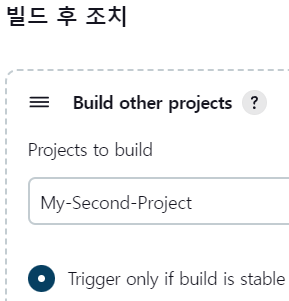 빌드 후 조치
Build other projects ?
Projects to build
My-Second-Project
Trigger only if build is stable